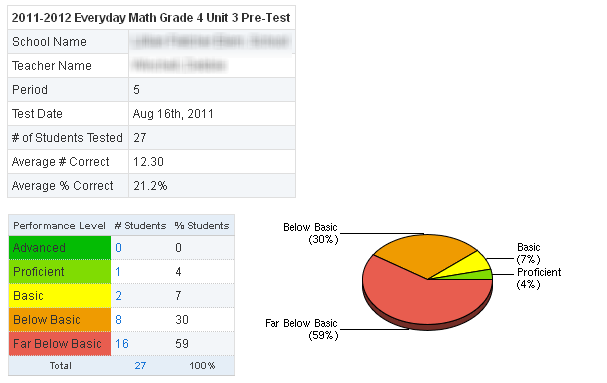 2011-2012 Everyday Math Grade 4 Unit 3 Pre-Test
School Name
Teacher Name
Period 5
Test Date Aug 16th, 2011
# of Students Tested 27
Average # Correct 12.30
Average % Correct 21.2%
Performance Level # Students % Students
Advanced 0 0
Proficient 1 4
Basic 2 7
Below Basic 8 30
Far Below Basic 16 59
Total 27 100%
Below Basic
(30%)
Basic
(7%)
Proficient
(4%)
Far Below Basic
(59%)